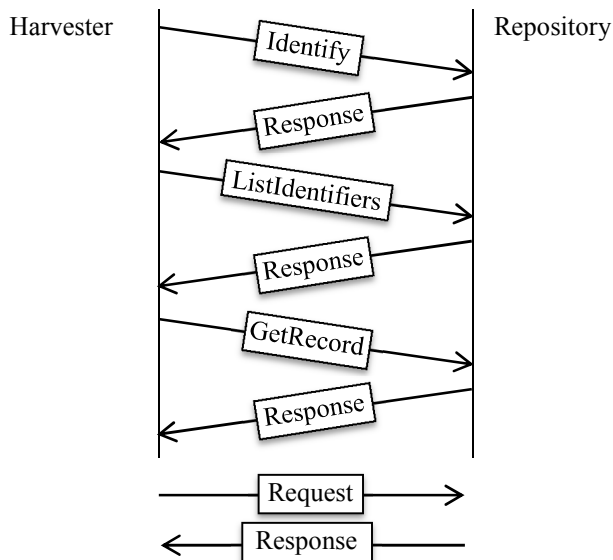 Harvester
Repository
Identify
Response
ListIdentifiers
Response
GetRecord
Response
Request
Response